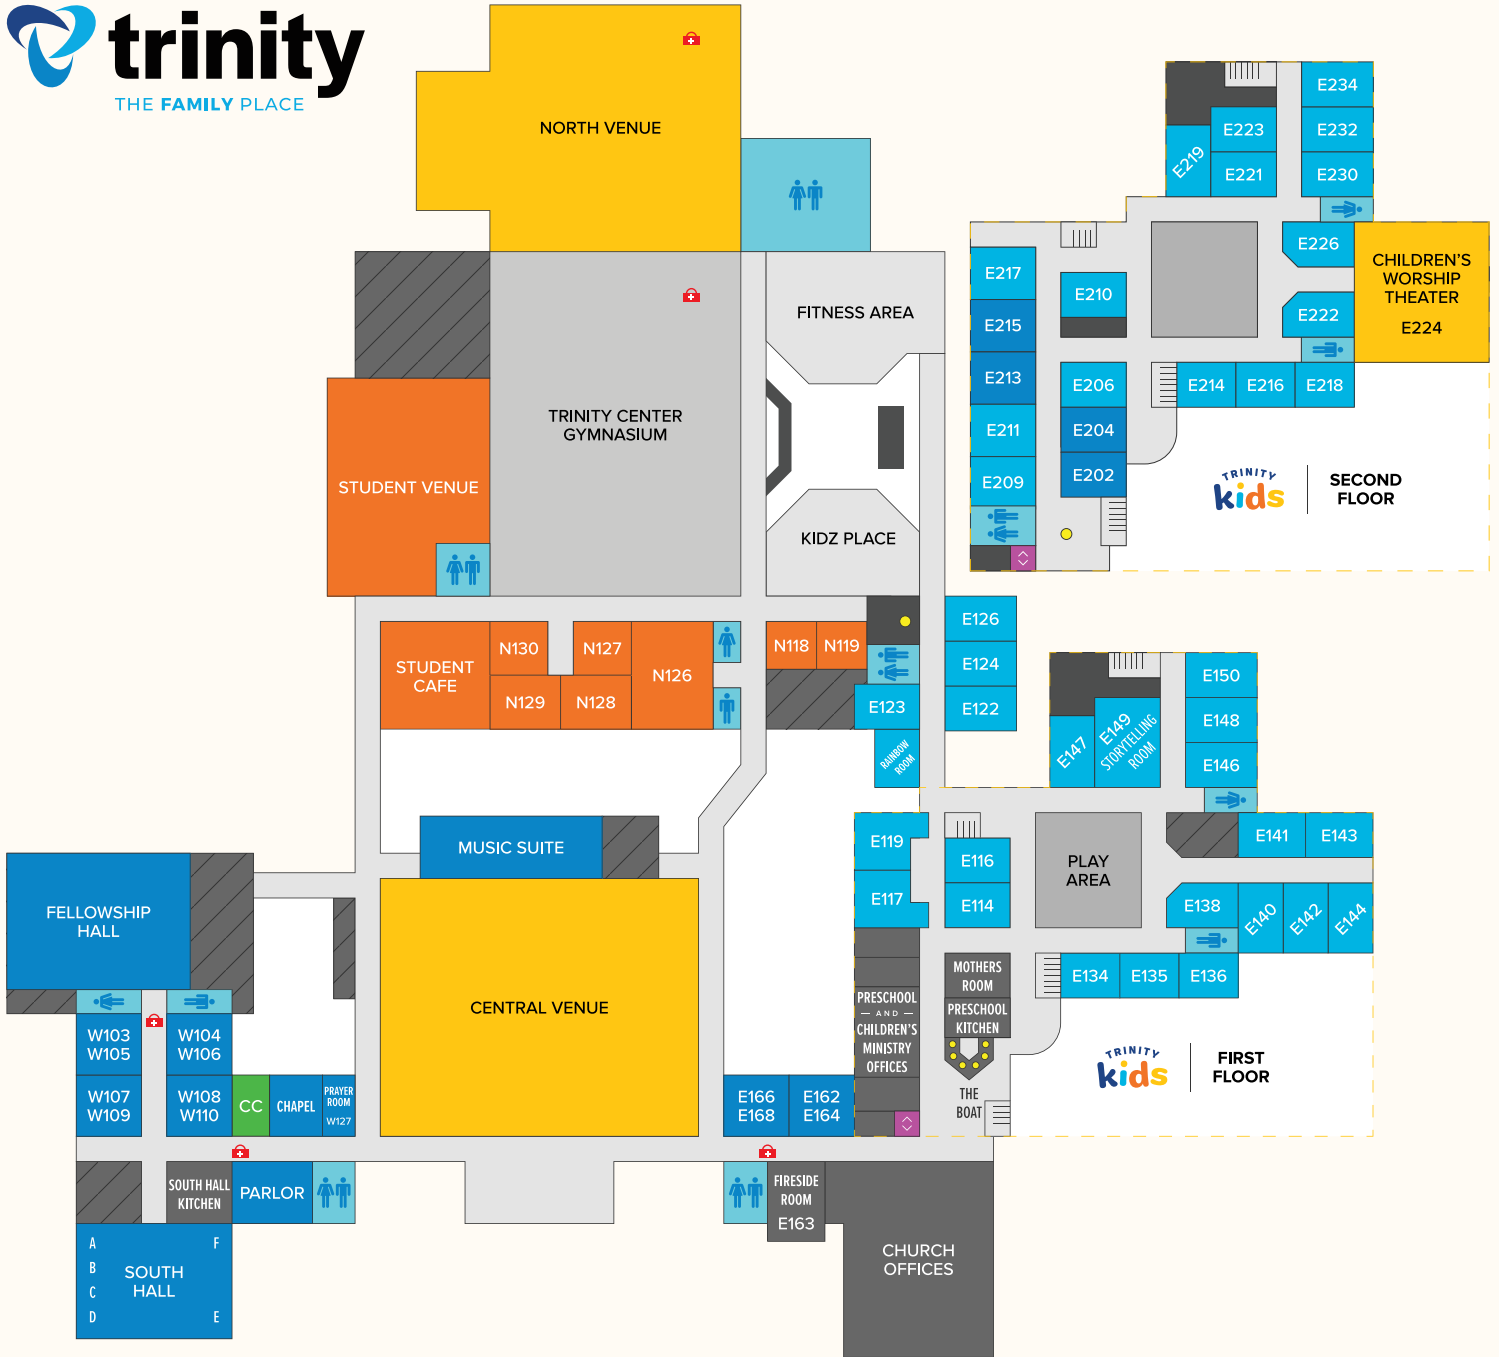 trinity
THE FAMILY PLACE
NORTH VENUE
TRINITY CENTER
GYMNASIUM
FITNESS AREA
STUDENT VENUE
KIDZ PLACE
STUDENT
CAFE
N130
N127
N129
N128
N126
N118
N119
E123
RAINBOW
ROOM
E126
E124
E122
MUSIC SUITE
FELLOWSHIP
HALL
CENTRAL VENUE
W103
W105
W104
W106
W107
W109
W108
W110
CC
CHAPEL
PRAYER
ROOM
W127
SOUTH HALL
KITCHEN
PARLOR
A
B
C
D
F
E
SOUTH
HALL
E166
E168
E162
E164
FIRESIDE
ROOM
E163
CHURCH
OFFICES
E234
E232
E230
E223
E221
E219
E226
CHILDREN'S
WORSHIP
THEATER
E224
E222
E217
E215
E213
E211
E209
E210
E206
E204
E202
E214
E216
E218
TRINITY
kids
SECOND
FLOOR
E150
E148
E146
E147
E149
STORYTELLING
ROOM
E119
E117
E116
E114
PLAY
AREA
E141
E143
E138
E140
E142
E144
E134
E135
E136
MOTHERS
ROOM
PRESCHOOL
KITCHEN
PRESCHOOL
— AND —
CHILDREN'S
MINISTRY
OFFICES
THE
BOAT
TRINITY
kids
FIRST
FLOOR